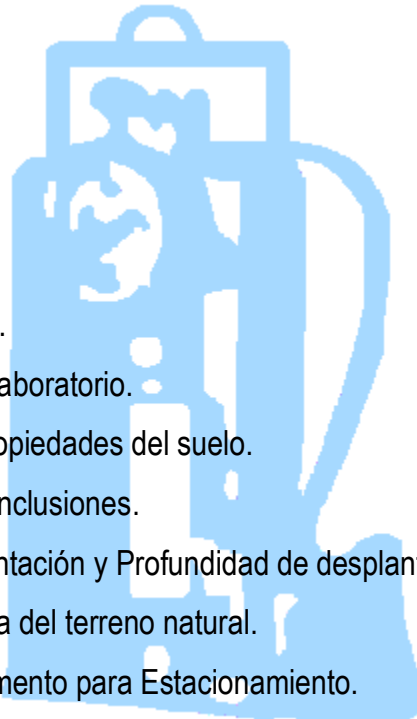 .
aboratorio.
opiedades del suelo.
nclusiones.
ntación y Profundidad de desplant
a del terreno natural.
mento para Estacionamiento.